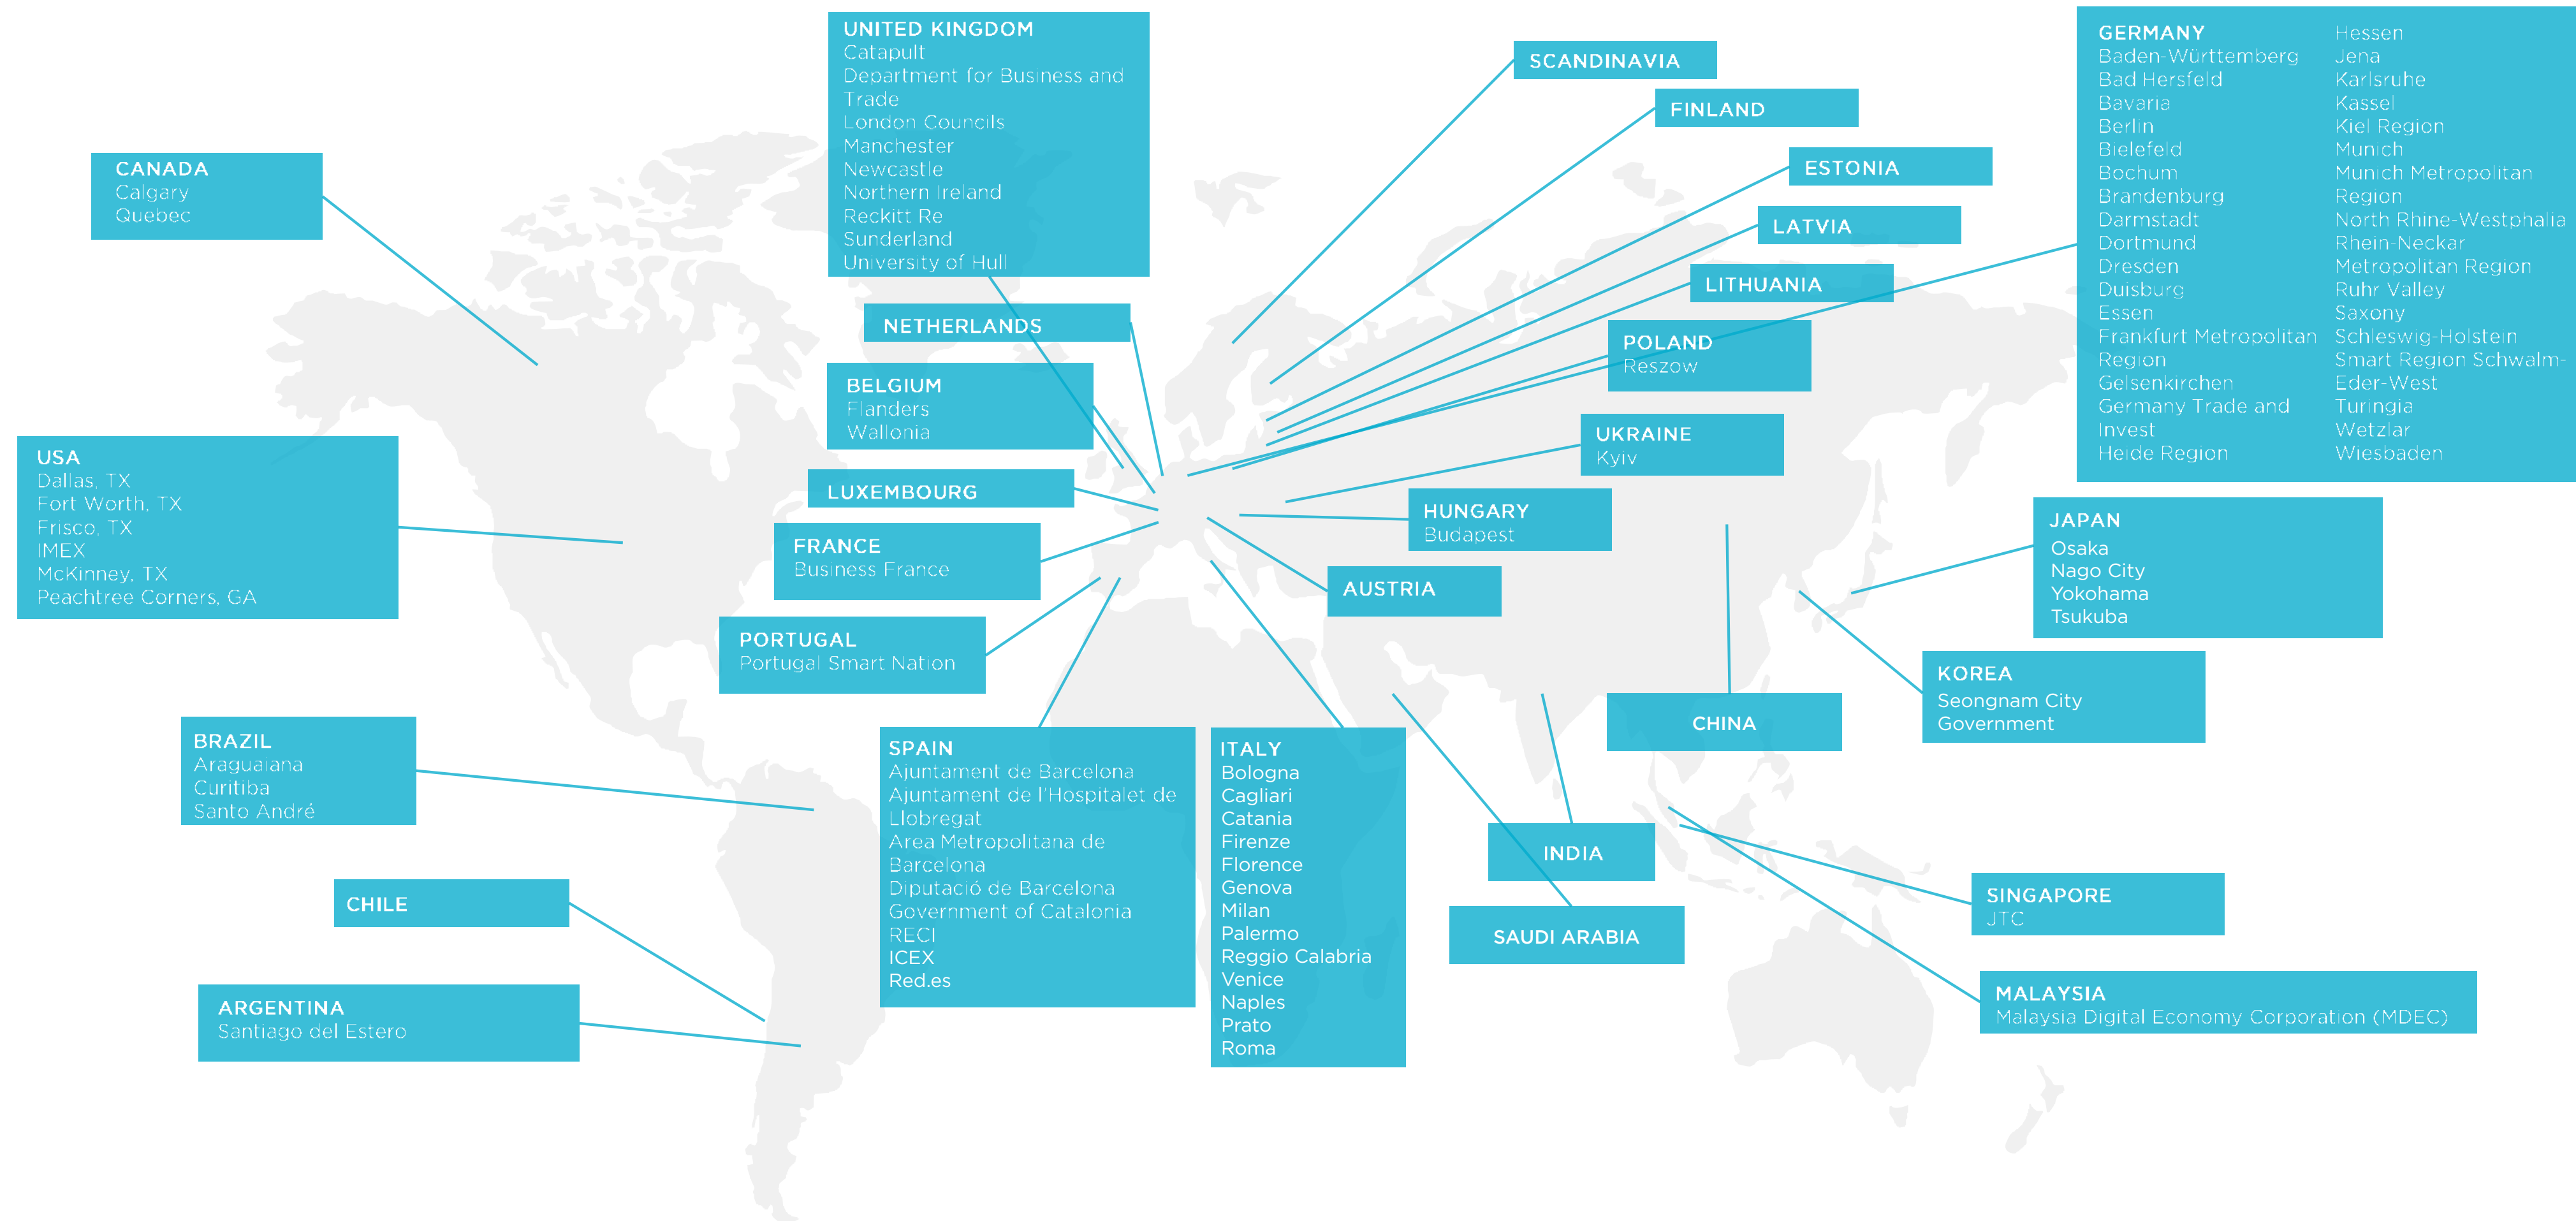 UNITED KINGDOM
Catapult
Department for Business and
Trade
London Councils
Manchester
Newcastle
Northern Ireland
Reckitt Re
Sunderland
University of Hull
SCANDINAVIA
FINLAND
ESTONIA
LATVIA
LITHUANIA
GERMANY
Baden-Württemberg
Bad Hersfeld
Bavaria
Berlin
Bielefeld
Bochum
Brandenburg
Darmstadt
Dortmund
Dresden
Duisburg
Essen
Frankfurt Metropolitan
Region
Gelsenkirchen
Germany Trade and
Invest
Heide Region
Hessen
Jena
Karlsruhe
Kassel
Kiel Region
Munich
Munich Metropolitan
Region
North Rhine-Westphalia
Rhein-Neckar
Metropolitan Region
Ruhr Valley
Saxony
Schleswig-Holstein
Smart Region Schwalm-
Eder-West
Turingia
Wetzlar
Wiesbaden
CANADA
Calgary
Quebec
NETHERLANDS
BELGIUM
Flanders
Wallonia
POLAND
Reszow
UKRAINE
Kyiv
USA
Dallas, TX
Fort Worth, TX
Frisco, TX
IMEX
McKinney, TX
Peachtree Corners, GA
LUXEMBOURG
FRANCE
Business France
HUNGARY
Budapest
AUSTRIA
JAPAN
Osaka
Nago City
Yokohama
Tsukuba
PORTUGAL
Portugal Smart Nation
KOREA
Seongnam City
Government
CHINA
BRAZIL
Araguaiana
Curitiba
Santo André
SPAIN
Ajuntament de Barcelona
Ajuntament de l'Hospitalet de
Llobregat
Area Metropolitana de
Barcelona
Diputació de Barcelona
Government of Catalonia
RECI
ICEX
Red.es
ITALY
Bologna
Cagliari
Catania
Firenze
Florence
Genova
Milan
Palermo
Reggio Calabria
Venice
Naples
Prato
Roma
INDIA
SAUDI ARABIA
CHILE
SINGAPORE
JTC
ARGENTINA
Santiago del Estero
MALAYSIA
Malaysia Digital Economy Corporation (MDEC)